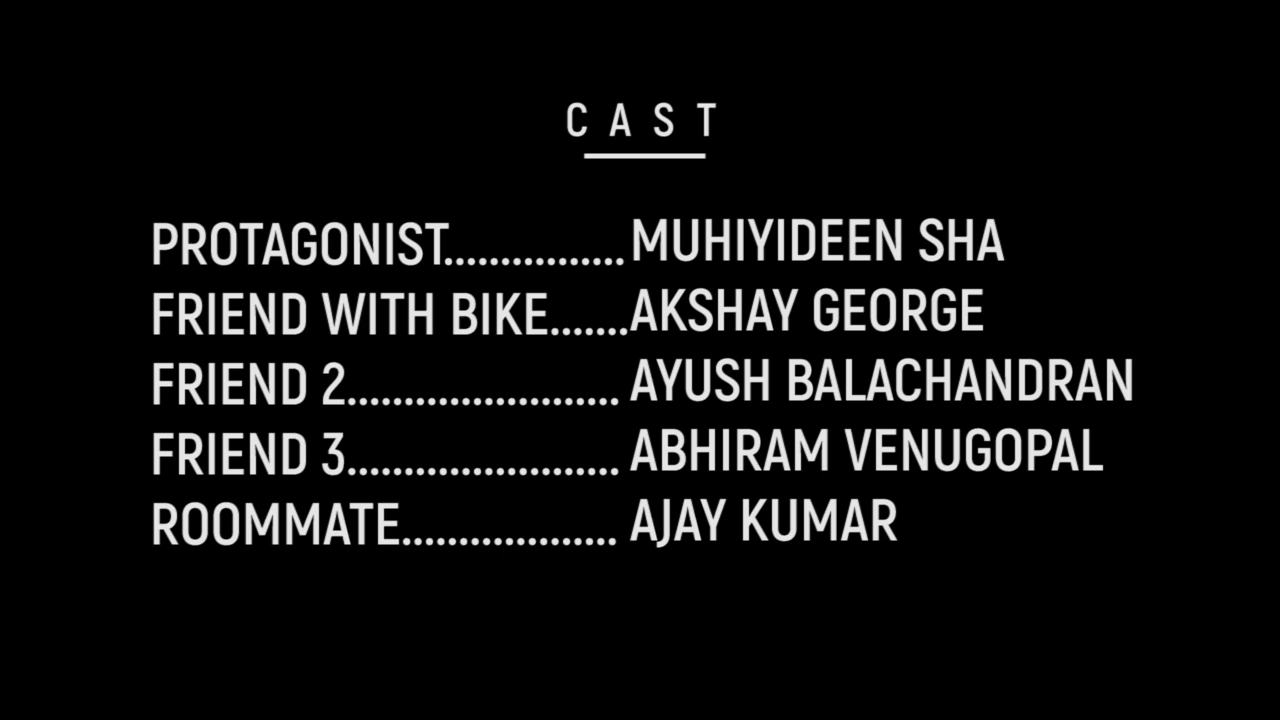 CAST
PROTAGONIST................MUHIYIDEEN SHA
FRIEND WITH BIKE.......AKSHAY GEORGE
FRIEND 2........................ AYUSH BALACHANDRAN
FRIEND 3........................ ABHIRAM VENUGOPAL
ROOMMATE................... AJAY KUMAR